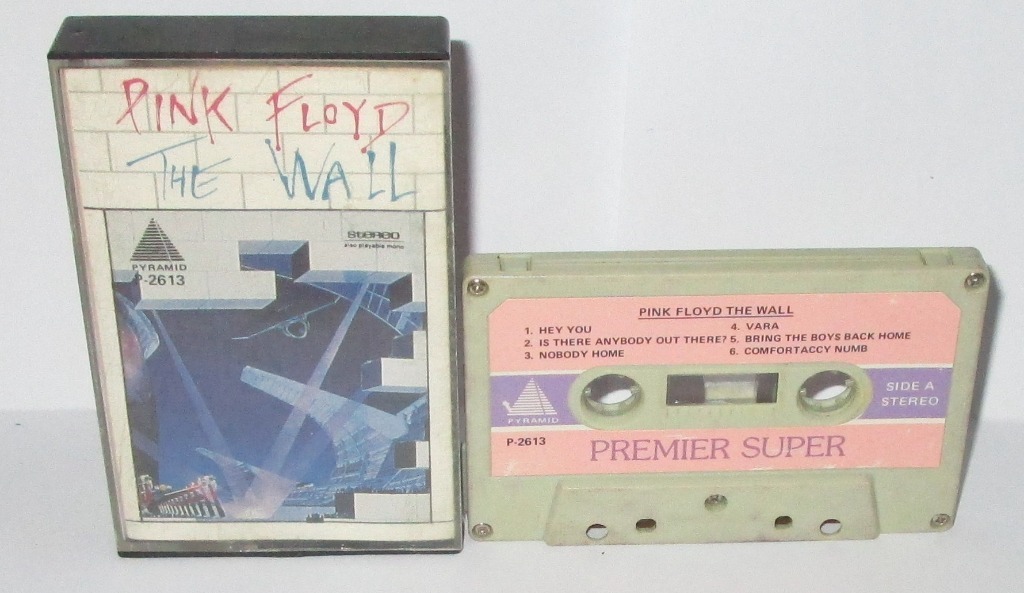 PINK FLOYD
THE WALL
PYRAMID
P-2613
STEREO
also playable mono
PINK FLOYD THE WALL
1. HEY YOU
2. IS THERE ANYBODY OUT THERE?
3. NOBODY HOME
4. VARA
5. BRING THE BOYS BACK HOME
6. COMFORTACCY NUMB
PYRAMID
SIDE A
STEREO
P-2613
PREMIER SUPER